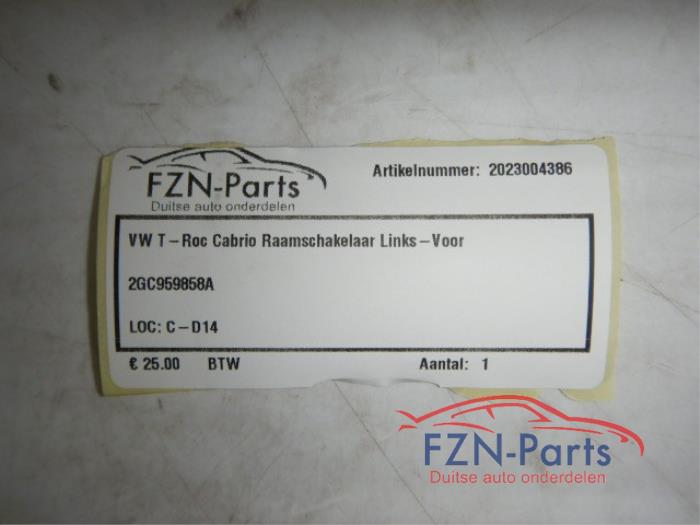 FZN-Parts
Duitse auto onderdelen
Artikelnummer: 2023004386
VW T-Roc Cabrio Raamschakelaar Links-Voor
2GC959858A
LOC: C-D14
€ 25.00 BTW Aantal: 1
FZN-Parts
Duitse auto onderdelen